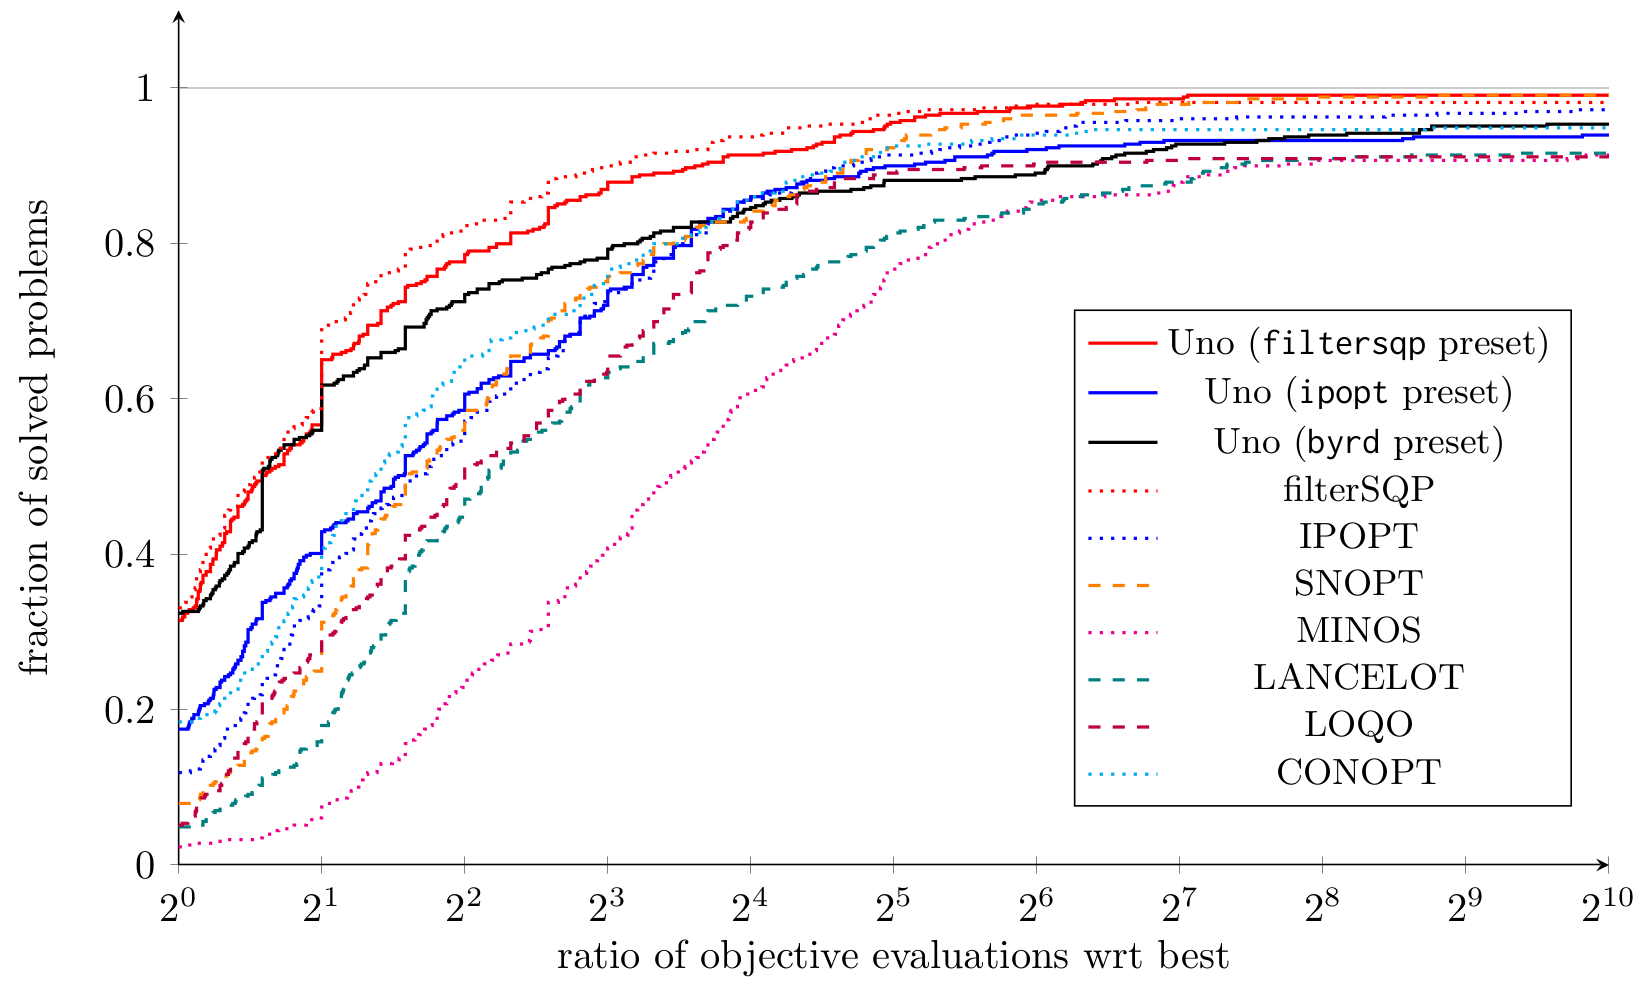 fraction of solved problems
1
0.8
0.6
0.4
0.2
0
2^0 2^1 2^2 2^3 2^4 2^5 2^6 2^7 2^8 2^9 2^10
ratio of objective evaluations wrt best
Uno (filtersqp preset)
Uno (ipopt preset)
Uno (byrd preset)
filterSQP
IPOPT
SNOPT
MINOS
LANCELOT
LOQO
CONOPT